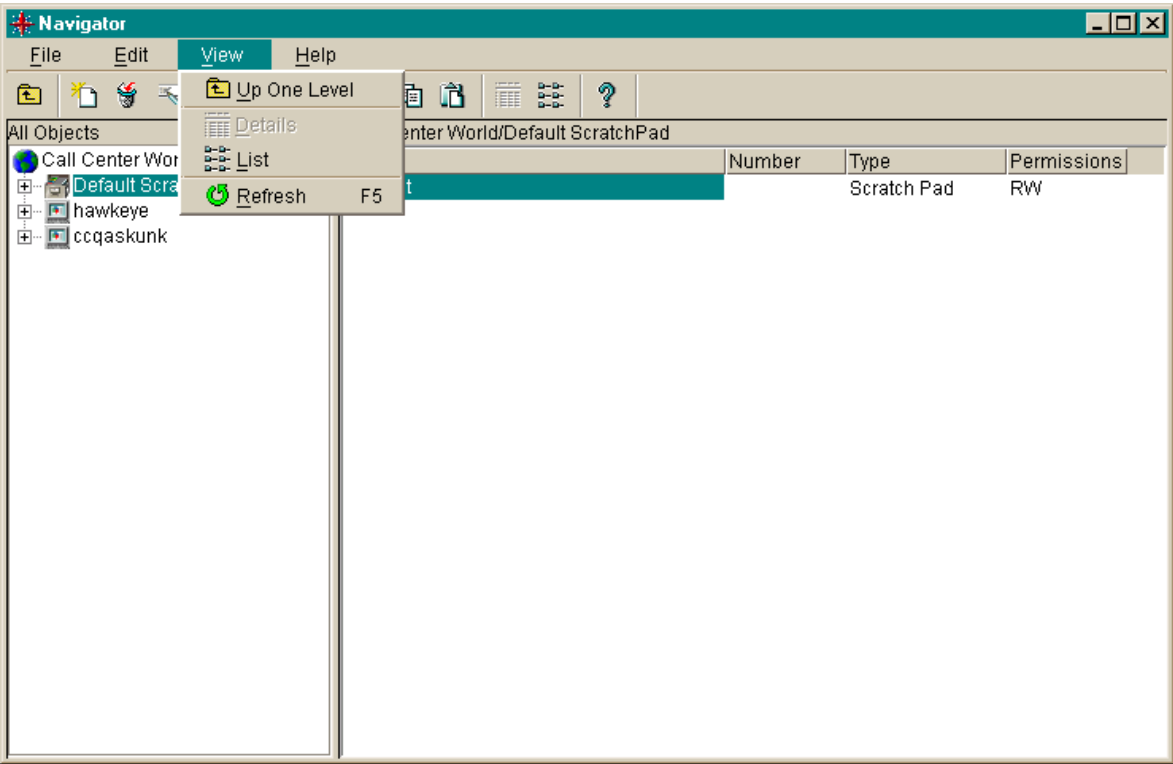 Navigator
File Edit View Help
Up One Level
Details
List
Refresh F5
All Objects
enter World/Default ScratchPad
Call Center Wor
Default Scra
hawkeye
ccqaskunk
Number Type Permissions
t Scratch Pad RW